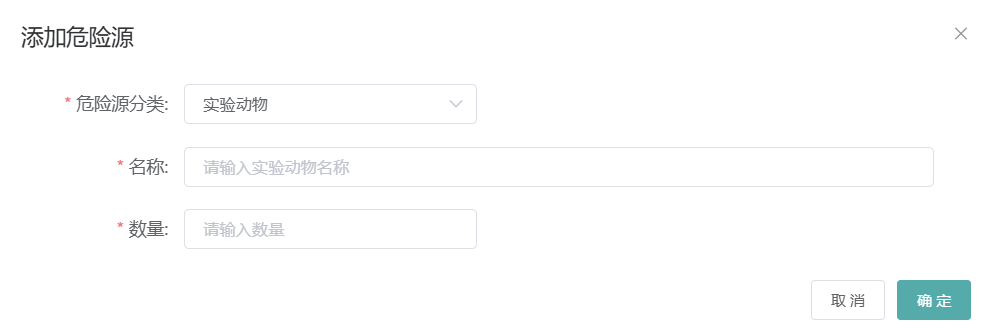 添加危险源
* 危险源分类: 实验动物
* 名称: 请输入实验动物名称
* 数量: 请输入数量
取 消 确 定